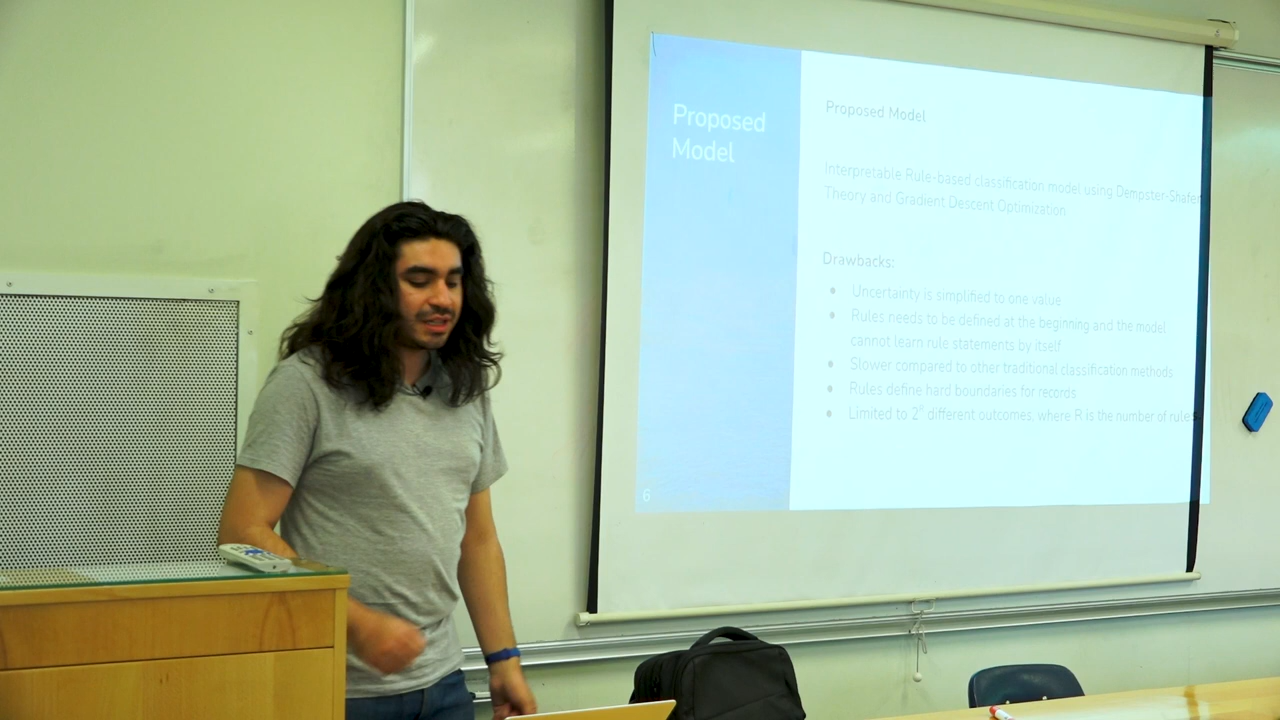 Proposed
Model
Proposed Model
Interpretable Rule-based classification model using Dempster-Shafer
Theory and Gradient Descent Optimization
Drawbacks:
● Uncertainty is simplified to one value
● Rules needs to be defined at the beginning and the model
cannot learn rule statements by itself
● Slower compared to other traditional classification methods
● Rules define hard boundaries for records
● Limited to 2ᴿ different outcomes, where R is the number of rules
6